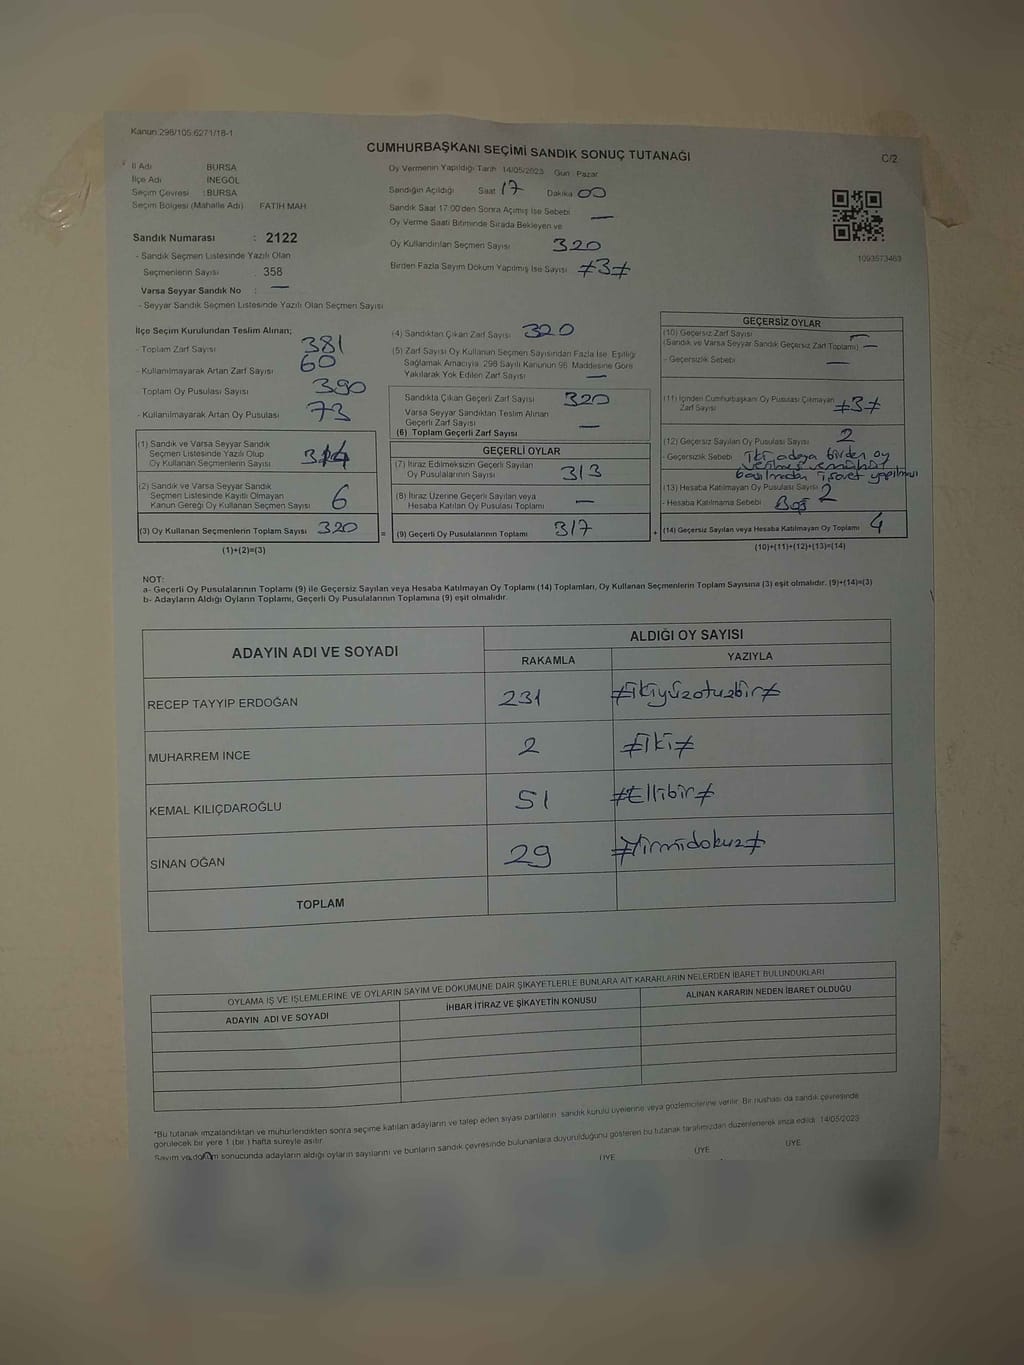 Kanun:298/105.6271/18-1
CUMHURBAŞKANI SEÇİMİ SANDIK SONUÇ TUTANAĞI
C/2
İl Adı BURSA
İlçe Adı İNEGÖL
Seçim Çevresi : BURSA
Seçim Bölgesi (Mahalle Adı) FATİH MAH
Oy Vermenin Yapıldığı Tarih 14/05/2023 Gün Pazar
Sandığın Açıldığı Saat 17 Dakika 00
Sandık Saat 17:00'den Sonra Açılmış İse Sebebi —
Oy Verme Saati Bitiminde Sırada Bekleyen ve
Oy Kullandırılan Seçmen Sayısı 320
Birden Fazla Sayım Döküm Yapılmış İse Sayısı ≠3≠
1093573463
Sandık Numarası : 2122
- Sandık Seçmen Listesinde Yazılı Olan
Seçmenlerin Sayısı : 358
Varsa Seyyar Sandık No : —
- Seyyar Sandık Seçmen Listesinde Yazılı Olan Seçmen Sayısı
İlçe Seçim Kurulundan Teslim Alınan;
- Toplam Zarf Sayısı 381
- Kullanılmayarak Artan Zarf Sayısı 60
Toplam Oy Pusulası Sayısı 390
- Kullanılmayarak Artan Oy Pusulası 73
(1) Sandık ve Varsa Seyyar Sandık
Seçmen Listesinde Yazılı Olup
Oy Kullanan Seçmenlerin Sayısı 314
(2) Sandık ve Varsa Seyyar Sandık
Seçmen Listesinde Kayıtlı Olmayan
Kanun Gereği Oy Kullanan Seçmen Sayısı 6
(3) Oy Kullanan Seçmenlerin Toplam Sayısı 320
(1)+(2)=(3)
(4) Sandıktan Çıkan Zarf Sayısı 320
(5) Zarf Sayısı Oy Kullanan Seçmen Sayısından Fazla İse, Eşitliği
Sağlamak Amacıyla 298 Sayılı Kanunun 98. Maddesine Göre
Yakılarak Yok Edilen Zarf Sayısı —
Sandıkta Çıkan Geçerli Zarf Sayısı 320
Varsa Seyyar Sandıktan Teslim Alınan
Geçerli Zarf Sayısı —
(6) Toplam Geçerli Zarf Sayısı
GEÇERLİ OYLAR
(7) İtiraz Edilmeksizin Geçerli Sayılan
Oy Pusulalarının Sayısı 313
(8) İtiraz Üzerine Geçerli Sayılan veya
Hesaba Katılan Oy Pusulası Toplamı —
= (9) Geçerli Oy Pusulalarının Toplamı 317
GEÇERSİZ OYLAR
(10) Geçersiz Zarf Sayısı
(Sandık ve Varsa Seyyar Sandık Geçersiz Zarf Toplamı) —
- Geçersizlik Sebebi —
(11) İçinden Cumhurbaşkanı Oy Pusulası Çıkmayan
Zarf Sayısı ≠3≠
(12) Geçersiz Sayılan Oy Pusulası Sayısı 2
- Geçersizlik Sebebi İki adaya birden oy
verilmiş ve mühür
basılmadan işaret yapılmış
(13) Hesaba Katılmayan Oy Pusulası Sayısı 2
- Hesaba Katılmama Sebebi Boş
+ (14) Geçersiz Sayılan veya Hesaba Katılmayan Oy Toplamı 4
(10)+(11)+(12)+(13)=(14)
NOT:
a- Geçerli Oy Pusulalarının Toplamı (9) ile Geçersiz Sayılan veya Hesaba Katılmayan Oy Toplamı (14) Toplamları, Oy Kullanan Seçmenlerin Toplam Sayısına (3) eşit olmalıdır. (9)+(14)=(3)
b- Adayların Aldığı Oyların Toplamı, Geçerli Oy Pusulalarının Toplamına (9) eşit olmalıdır.
ADAYIN ADI VE SOYADI
ALDIĞI OY SAYISI
RAKAMLA YAZIYLA
RECEP TAYYIP ERDOĞAN 231 ≠ikiyüzotuzbir≠
MUHARREM İNCE 2 ≠iki≠
KEMAL KILIÇDAROĞLU 51 ≠Ellibir≠
SİNAN OĞAN 29 ≠Yirmidokuz≠
TOPLAM
OYLAMA İŞ VE İŞLEMLERİNE VE OYLARIN SAYIM VE DÖKÜMÜNE DAİR ŞİKAYETLERLE BUNLARA AİT KARARLARIN NELERDEN İBARET BULUNDUKLARI
ADAYIN ADI VE SOYADI İHBAR İTİRAZ VE ŞİKAYETİN KONUSU ALINAN KARARIN NEDEN İBARET OLDUĞU
*Bu tutanak imzalandıktan ve mühürlendikten sonra seçime katılan adayların ve talep eden siyasi partilerin sandık kurulu üyelerine veya gözlemcilerine verilir. Bir nüshası da sandık çevresinde
görülecek bir yere 1 (bir) hafta süreyle asılır.
Sayım ve döküm sonucunda adayların aldığı oyların sayılarını ve bunların sandık çevresinde bulunanlara duyurulduğunu gösteren bu tutanak tarafımızdan düzenlenerek imza edildi. 14/05/2023
ÜYE ÜYE ÜYE